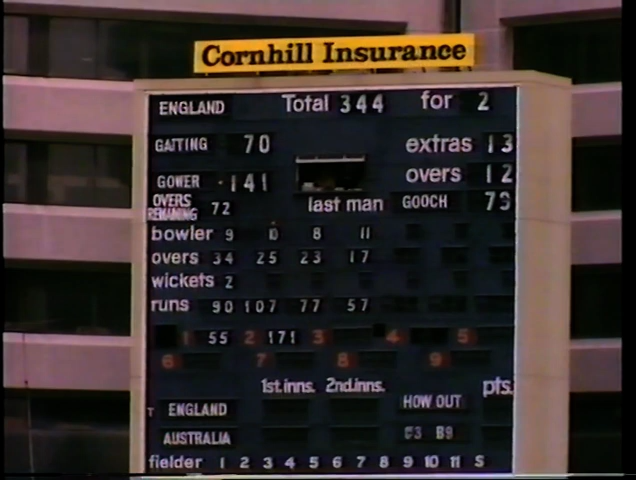 Cornhill Insurance
ENGLAND Total 344 for 2
GATTING 70 extras 13
GOWER 141 overs 12
OVERS REMAINING 72 last man GOOCH 79
bowler 9 10 8 11
overs 34 25 23 17
wickets 2
runs 90 107 77 57
1 55 2 171 3 4 5
6 7 8 9
1st.inns. 2nd.inns. pts.
ENGLAND HOW OUT
AUSTRALIA C3 B9
fielder 1 2 3 4 5 6 7 8 9 10 11 S